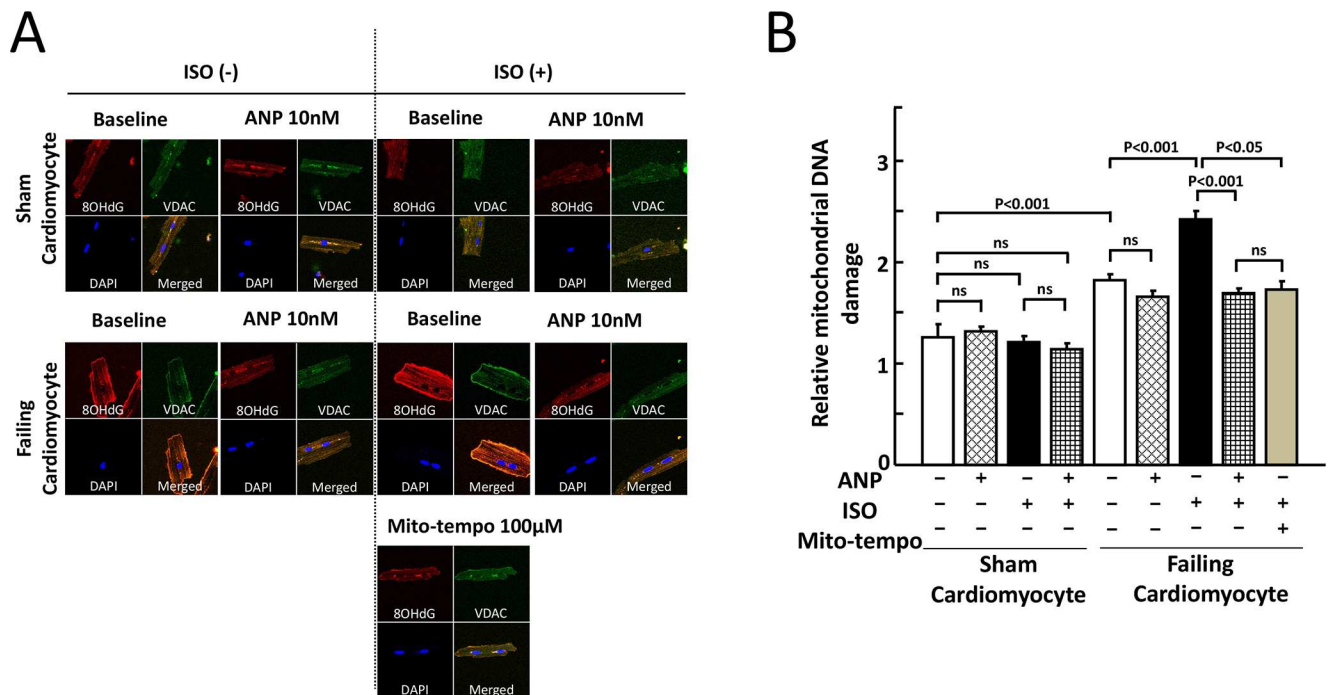 A
ISO (-)
ISO (+)
Sham
Cardiomyocyte
Baseline
ANP 10nM
Baseline
ANP 10nM
8OHdG
VDAC
8OHdG
VDAC
8OHdG
VDAC
8OHdG
VDAC
DAPI
Merged
DAPI
Merged
DAPI
Merged
DAPI
Merged
Failing
Cardiomyocyte
Baseline
ANP 10nM
Baseline
ANP 10nM
8OHdG
VDAC
8OHdG
VDAC
8OHdG
VDAC
8OHdG
VDAC
DAPI
Merged
DAPI
Merged
DAPI
Merged
DAPI
Merged
Mito-tempo 100μM
8OHdG
VDAC
DAPI
Merged
B
Relative mitochondrial DNA
damage
3
2
1
0
P<0.001
P<0.05
P<0.001
P<0.001
ns
ns
ns
ns
ns
ns
ns
ANP − + − + − + − + −
ISO − − + + − − + + +
Mito-tempo − − − − − − − − +
Sham
Cardiomyocyte
Failing
Cardiomyocyte